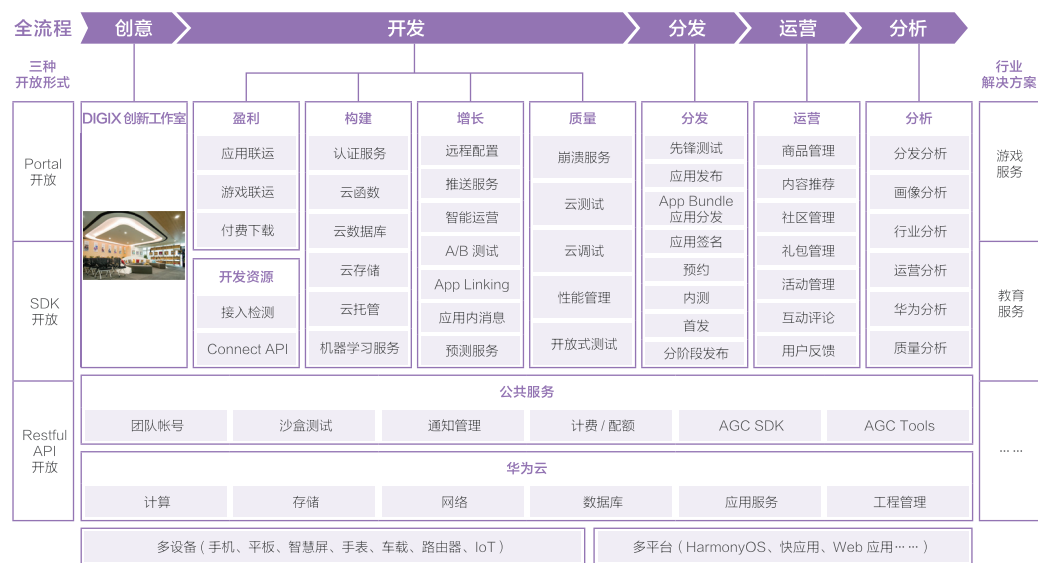 全流程
创意
开发
分发
运营
分析
三种
开放形式
Portal
开放
SDK
开放
Restful
API
开放
DIGIX 创新工作室
盈利
应用联运
游戏联运
付费下载
开发资源
接入检测
Connect API
构建
认证服务
云函数
云数据库
云存储
云托管
机器学习服务
增长
远程配置
推送服务
智能运营
A/B 测试
App Linking
应用内消息
预测服务
质量
崩溃服务
云测试
云调试
性能管理
开放式测试
分发
先锋测试
应用发布
App Bundle
应用分发
应用签名
预约
内测
首发
分阶段发布
运营
商品管理
内容推荐
社区管理
礼包管理
活动管理
互动评论
用户反馈
分析
分发分析
画像分析
行业分析
运营分析
华为分析
质量分析
行业
解决方案
游戏
服务
教育
服务
… …
公共服务
团队帐号
沙盒测试
通知管理
计费 / 配额
AGC SDK
AGC Tools
华为云
计算
存储
网络
数据库
应用服务
工程管理
多设备 ( 手机、平板、智慧屏、手表、车载、路由器、IoT )
多平台 ( HarmonyOS、快应用、Web 应用… … )